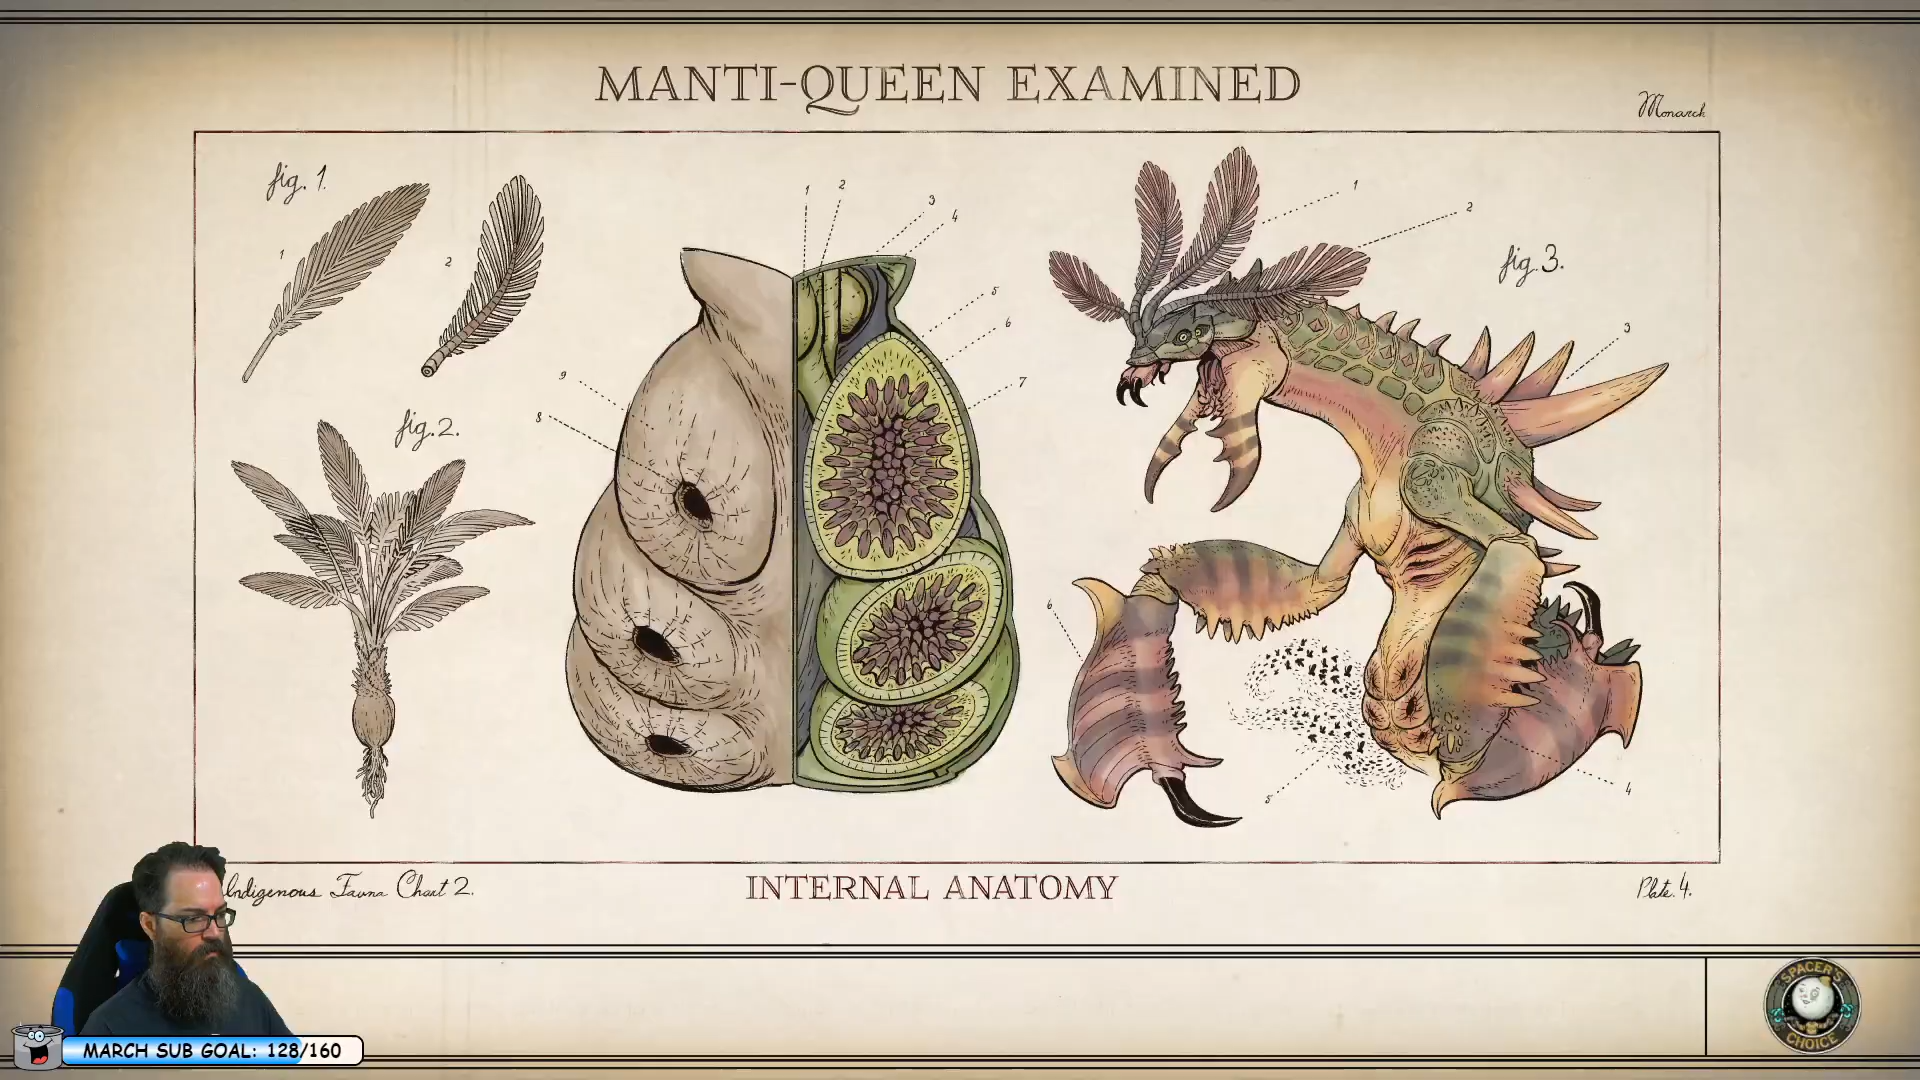 MANTI-QUEEN EXAMINED
Monarch
fig. 1.
1
2
fig. 2.
1
2
3
4
5
6
7
8
9
fig. 3.
1
2
3
4
5
6
Indigenous Fauna Chart 2.
INTERNAL ANATOMY
Plate. 4.
MARCH SUB GOAL: 128/160
SPACER'S
CHOICE